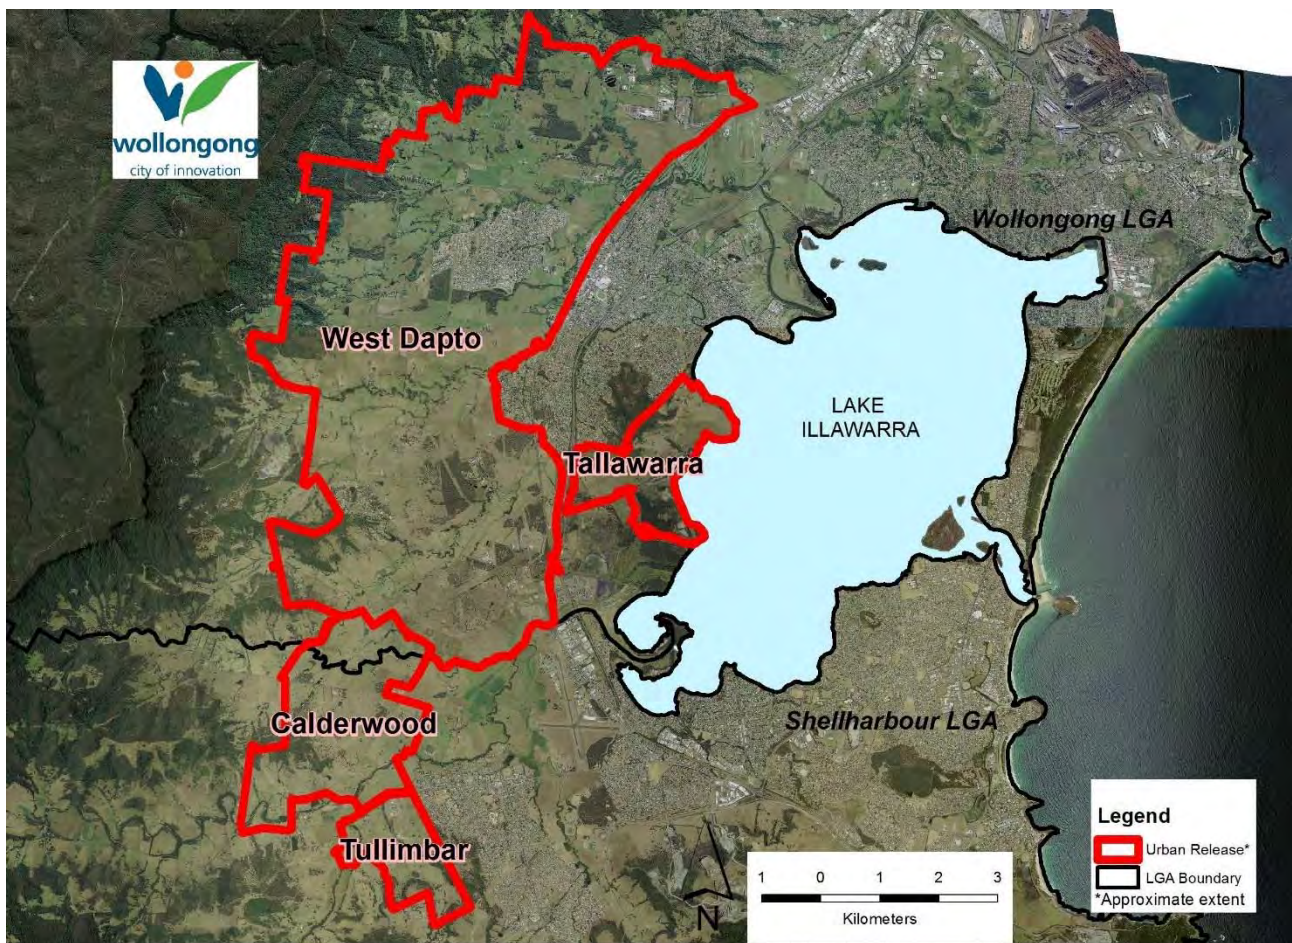 wollongong
city of innovation
Wollongong LGA
West Dapto
LAKE
ILLAWARRA
Tallawarra
Calderwood
Shellharbour LGA
Tullimbar
Legend
Urban Release*
LGA Boundary
*Approximate extent
1 0 1 2 3
Kilometers
N